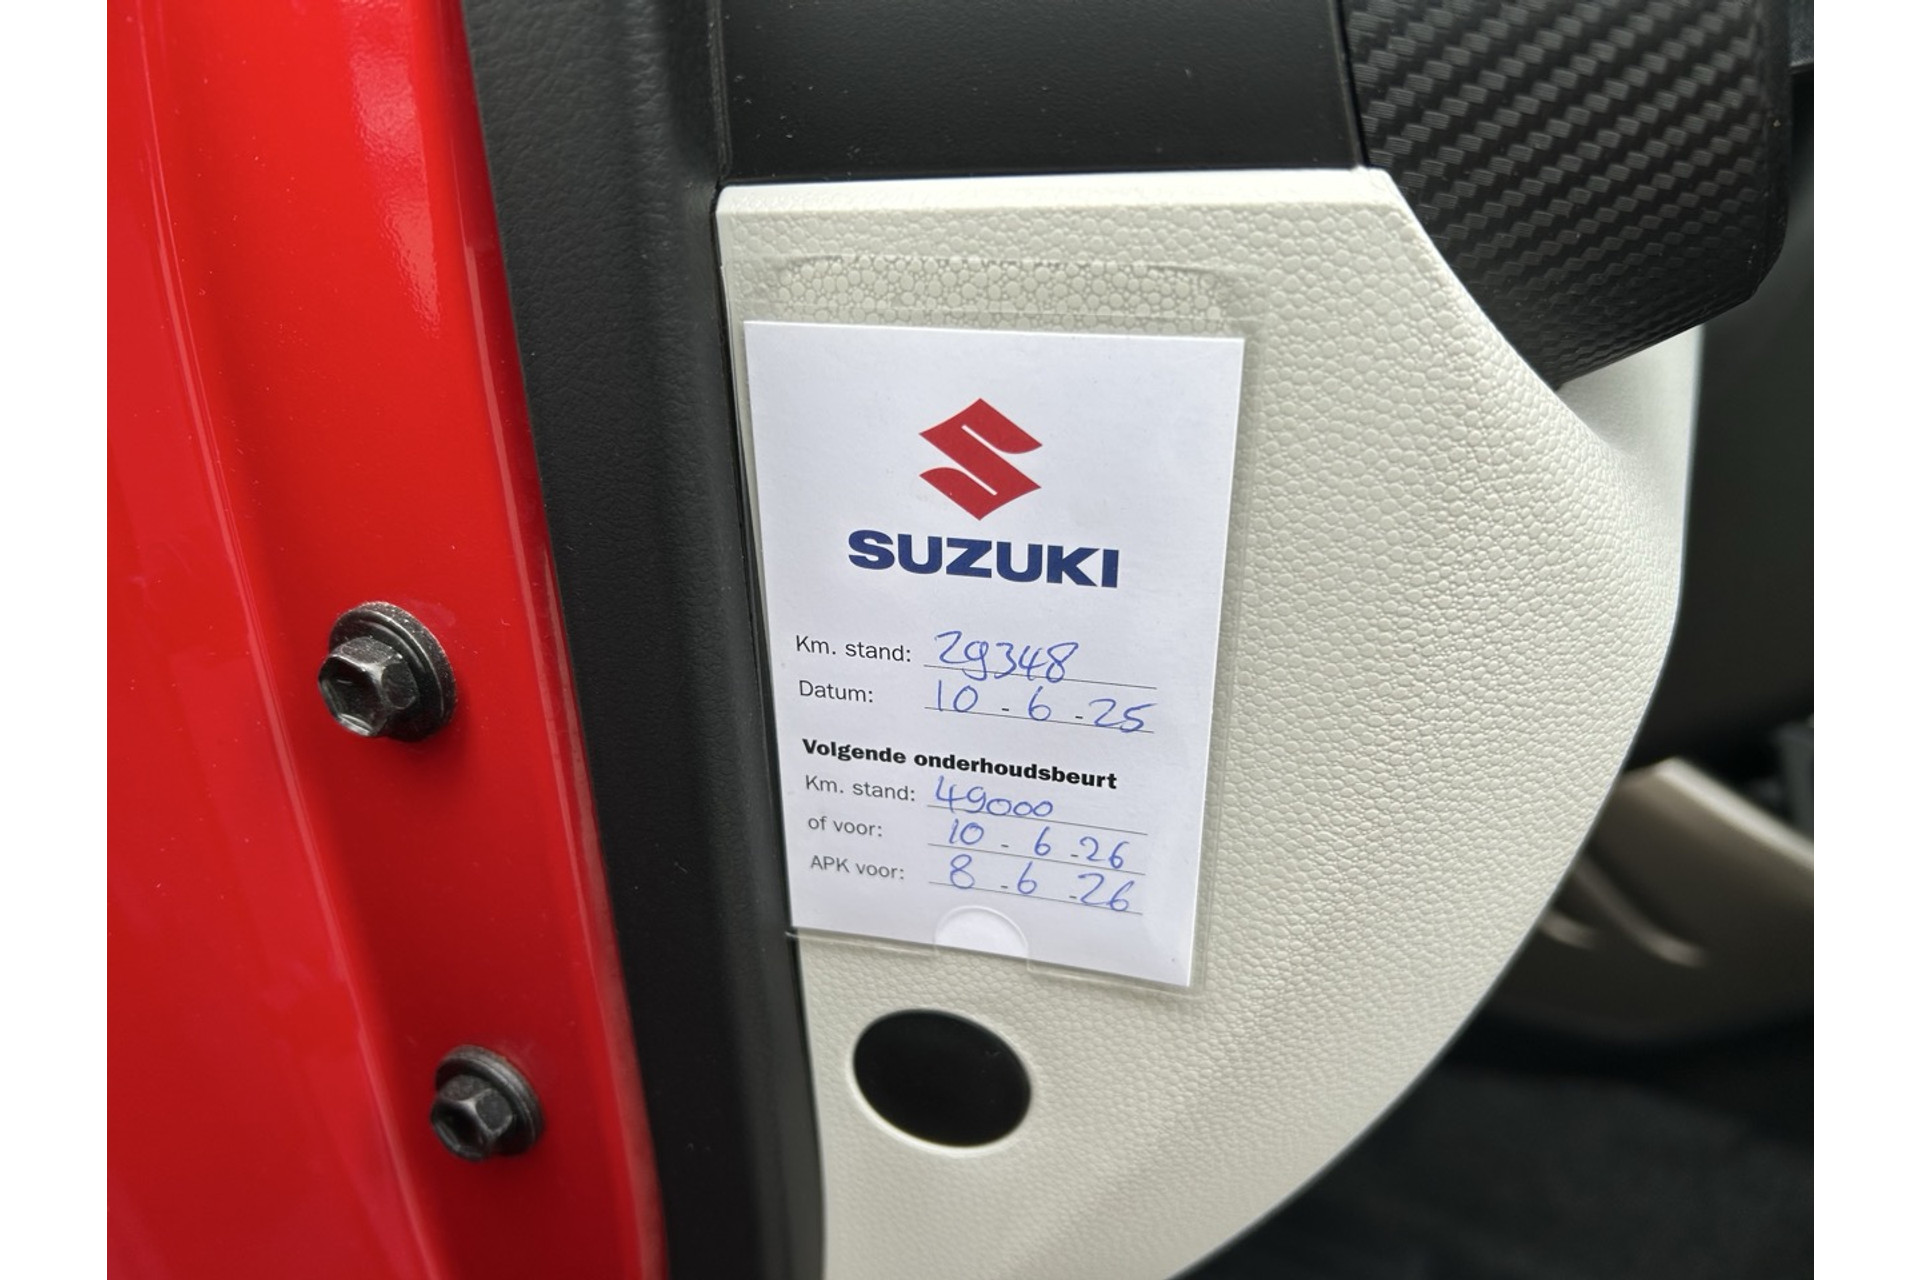 SUZUKI
Km. stand: 29348
Datum: 10 - 6 - 25
Volgende onderhoudsbeurt
Km. stand: 49000
of voor: 10 - 6 - 26
APK voor: 8 - 6 - 26